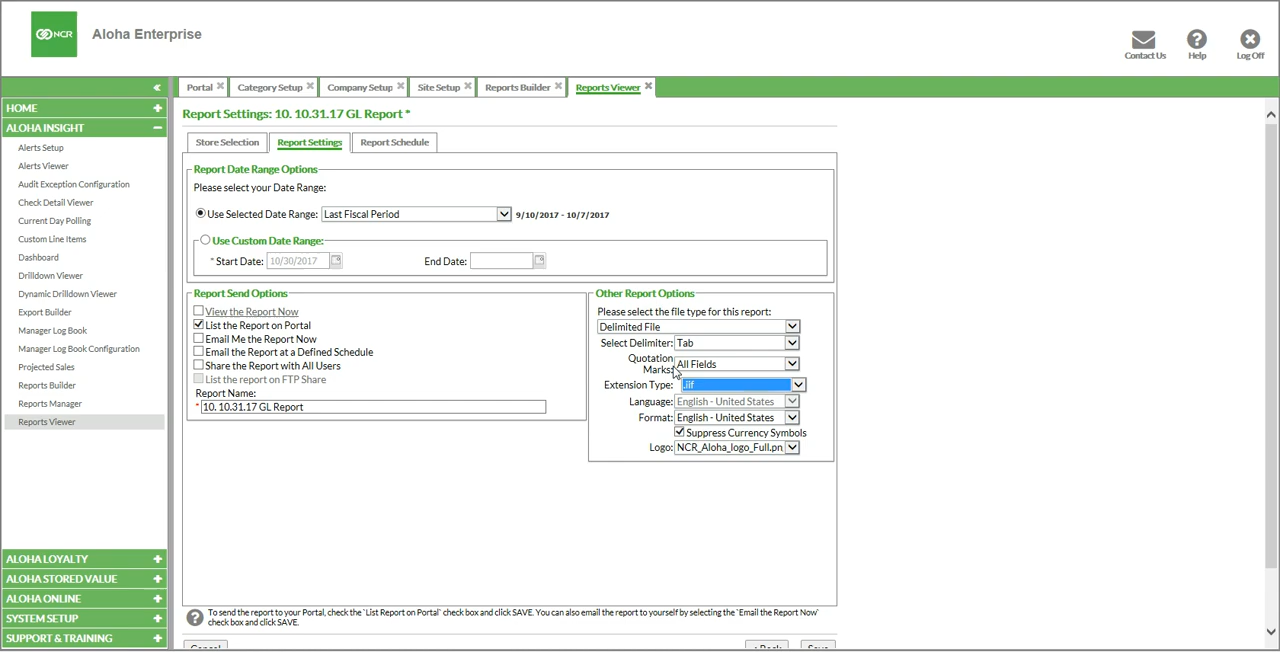 NCR
Aloha Enterprise
Contact Us
Help
Log Off
«
Portal
Category Setup
Company Setup
Site Setup
Reports Builder
Reports Viewer
HOME
ALOHA INSIGHT
Alerts Setup
Alerts Viewer
Audit Exception Configuration
Check Detail Viewer
Current Day Polling
Custom Line Items
Dashboard
Drilldown Viewer
Dynamic Drilldown Viewer
Export Builder
Manager Log Book
Manager Log Book Configuration
Projected Sales
Reports Builder
Reports Manager
Reports Viewer
ALOHA LOYALTY
ALOHA STORED VALUE
ALOHA ONLINE
SYSTEM SETUP
SUPPORT & TRAINING
Report Settings: 10. 10.31.17 GL Report *
Store Selection
Report Settings
Report Schedule
Report Date Range Options
Please select your Date Range:
Use Selected Date Range: Last Fiscal Period 9/10/2017 - 10/7/2017
Use Custom Date Range:
* Start Date: 10/30/2017 End Date:
Report Send Options
View the Report Now
List the Report on Portal
Email Me the Report Now
Email the Report at a Defined Schedule
Share the Report with All Users
List the report on FTP Share
Report Name:
* 10. 10.31.17 GL Report
Other Report Options
Please select the file type for this report:
Delimited File
Select Delimiter: Tab
Quotation Marks: All Fields
Extension Type: .iif
Language: English - United States
Format: English - United States
Suppress Currency Symbols
Logo: NCR_Aloha_logo_Full.pn
To send the report to your Portal, check the `List Report on Portal` check box and click SAVE. You can also email the report to yourself by selecting the `Email the Report Now`
check box and click SAVE.
Cancel
< Back
Save